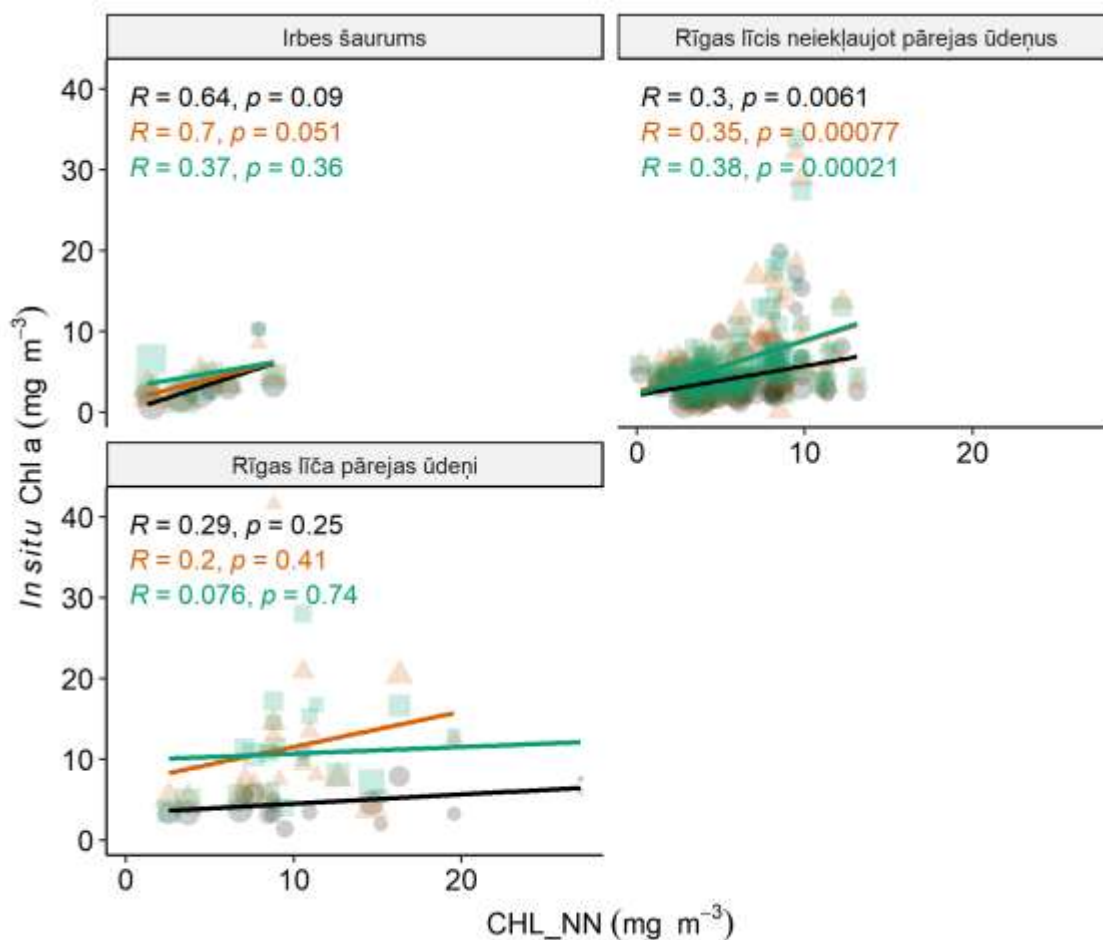 Irbes šaurums
R = 0.64, p = 0.09
R = 0.7, p = 0.051
R = 0.37, p = 0.36
40
30
20
10
0
Rīgas līcis neiekļaujot pārejas ūdeņus
R = 0.3, p = 0.0061
R = 0.35, p = 0.00077
R = 0.38, p = 0.00021
0
10
20
Rīgas līča pārejas ūdeņi
R = 0.29, p = 0.25
R = 0.2, p = 0.41
R = 0.076, p = 0.74
40
30
20
10
0
0
10
20
In situ Chl a (mg m⁻³)
CHL_NN (mg m⁻³)